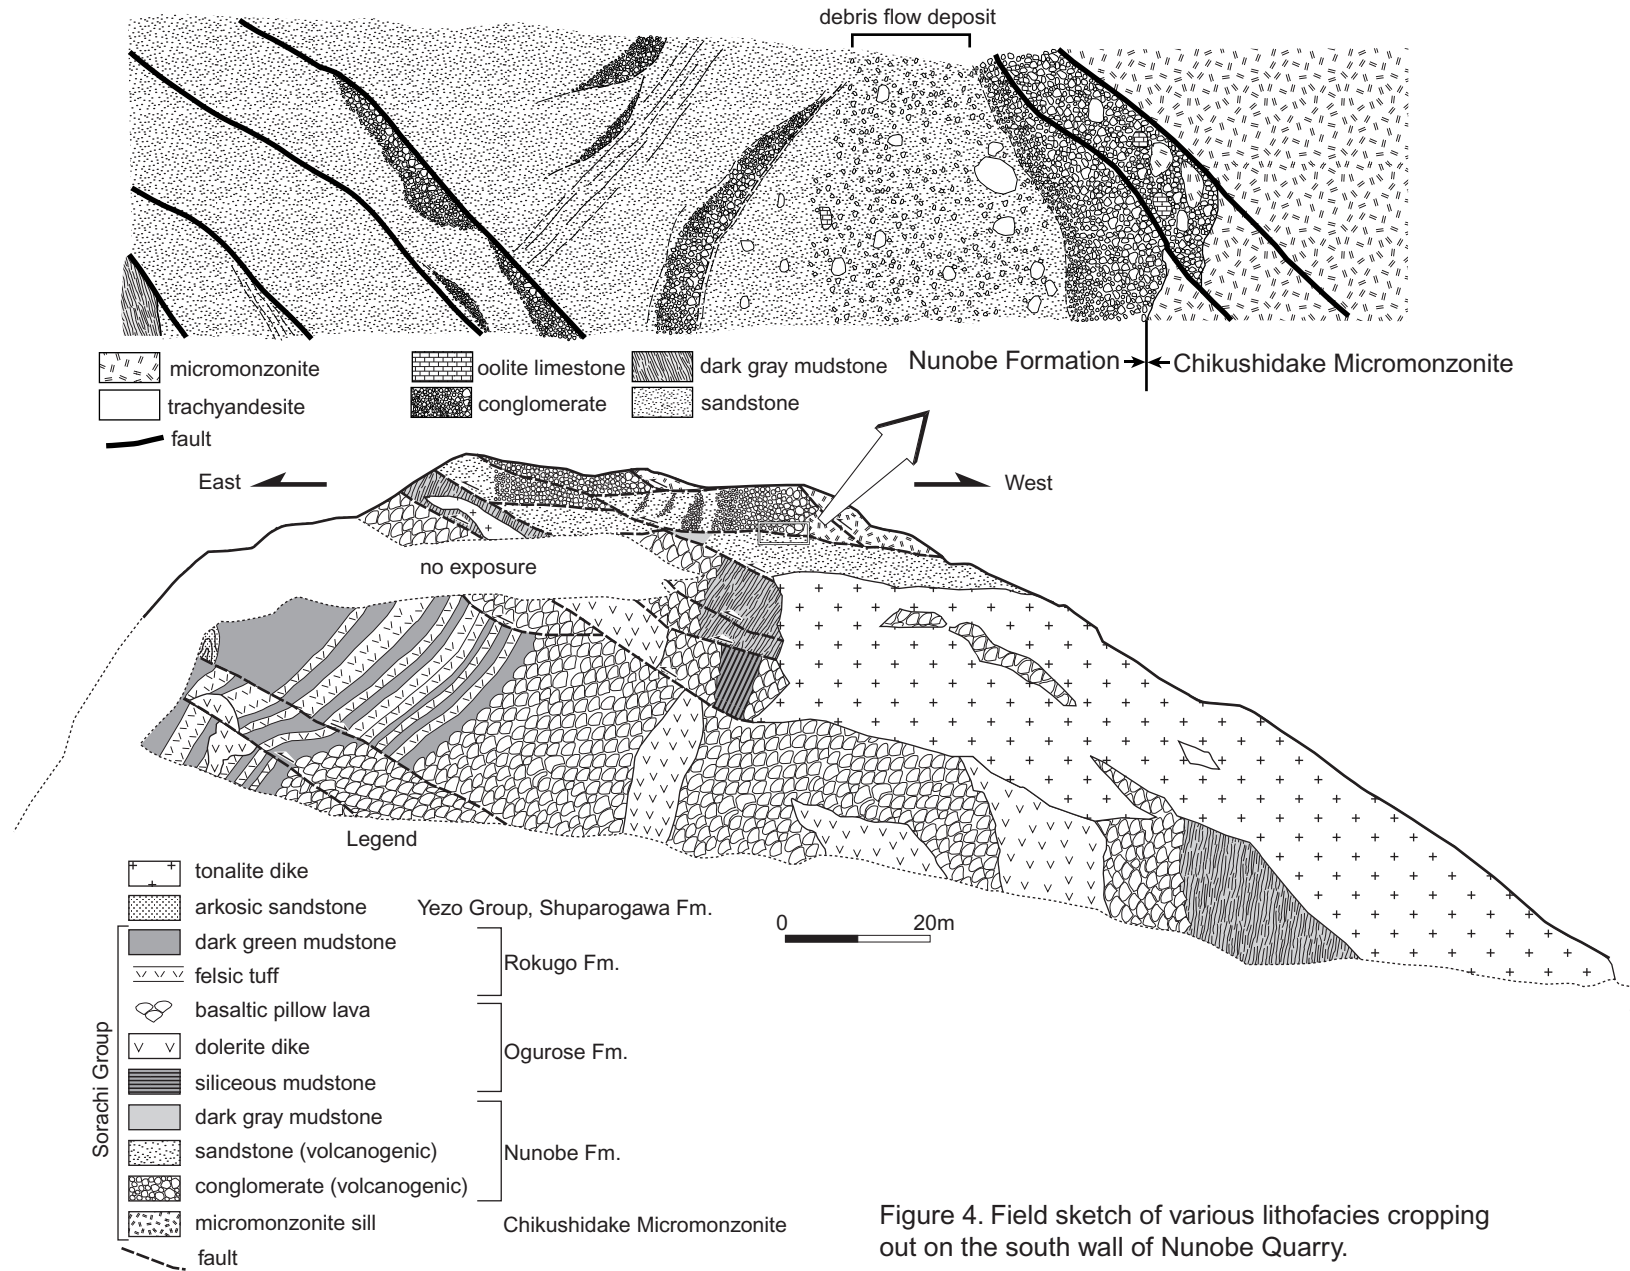 debris flow deposit
micromonzonite
oolite limestone
dark gray mudstone
Nunobe Formation
Chikushidake Micromonzonite
trachyandesite
conglomerate
sandstone
fault
East
West
no exposure
Legend
0 20m
tonalite dike
arkosic sandstone
Yezo Group, Shuparogawa Fm.
Sorachi Group
dark green mudstone
felsic tuff
Rokugo Fm.
basaltic pillow lava
dolerite dike
siliceous mudstone
Ogurose Fm.
dark gray mudstone
sandstone (volcanogenic)
conglomerate (volcanogenic)
Nunobe Fm.
micromonzonite sill
Chikushidake Micromonzonite
fault
Figure 4. Field sketch of various lithofacies cropping
out on the south wall of Nunobe Quarry.